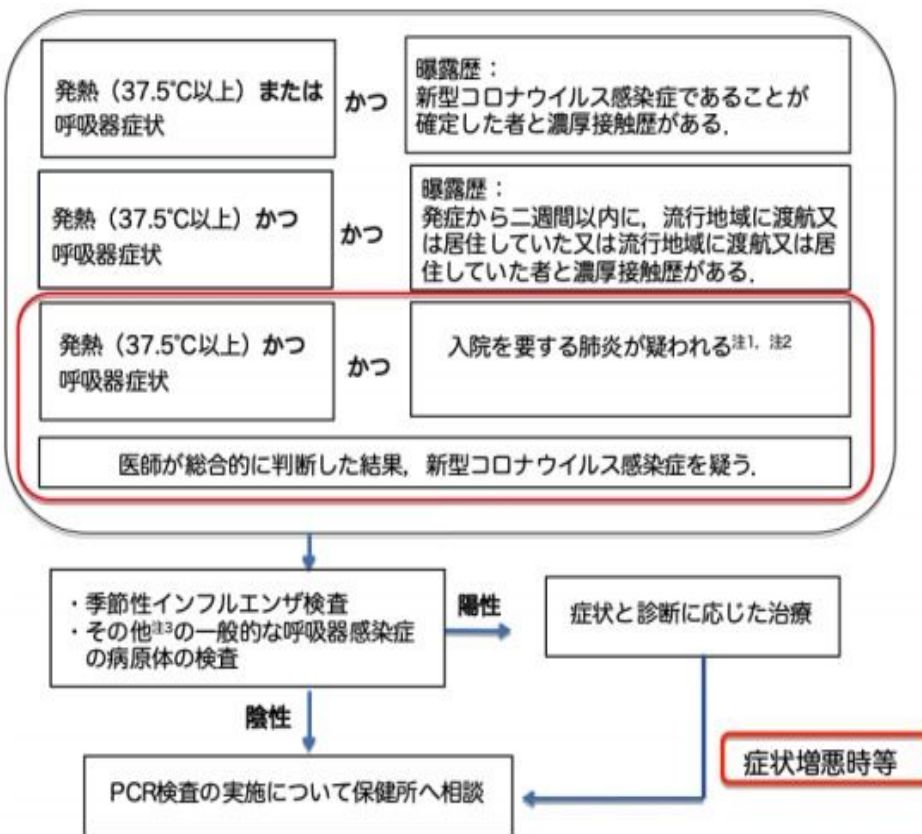 発熱（37.5℃以上）または
呼吸器症状
かつ
曝露歴：
新型コロナウイルス感染症であることが
確定した者と濃厚接触歴がある．
発熱（37.5℃以上）かつ
呼吸器症状
かつ
曝露歴：
発症から二週間以内に，流行地域に渡航又
は居住していた又は流行地域に渡航又は居
住していた者と濃厚接触歴がある．
発熱（37.5℃以上）かつ
呼吸器症状
かつ
入院を要する肺炎が疑われる注1，注2
医師が総合的に判断した結果，新型コロナウイルス感染症を疑う．
・季節性インフルエンザ検査
・その他注3の一般的な呼吸器感染症
の病原体の検査
陽性
症状と診断に応じた治療
陰性
症状増悪時等
PCR検査の実施について保健所へ相談